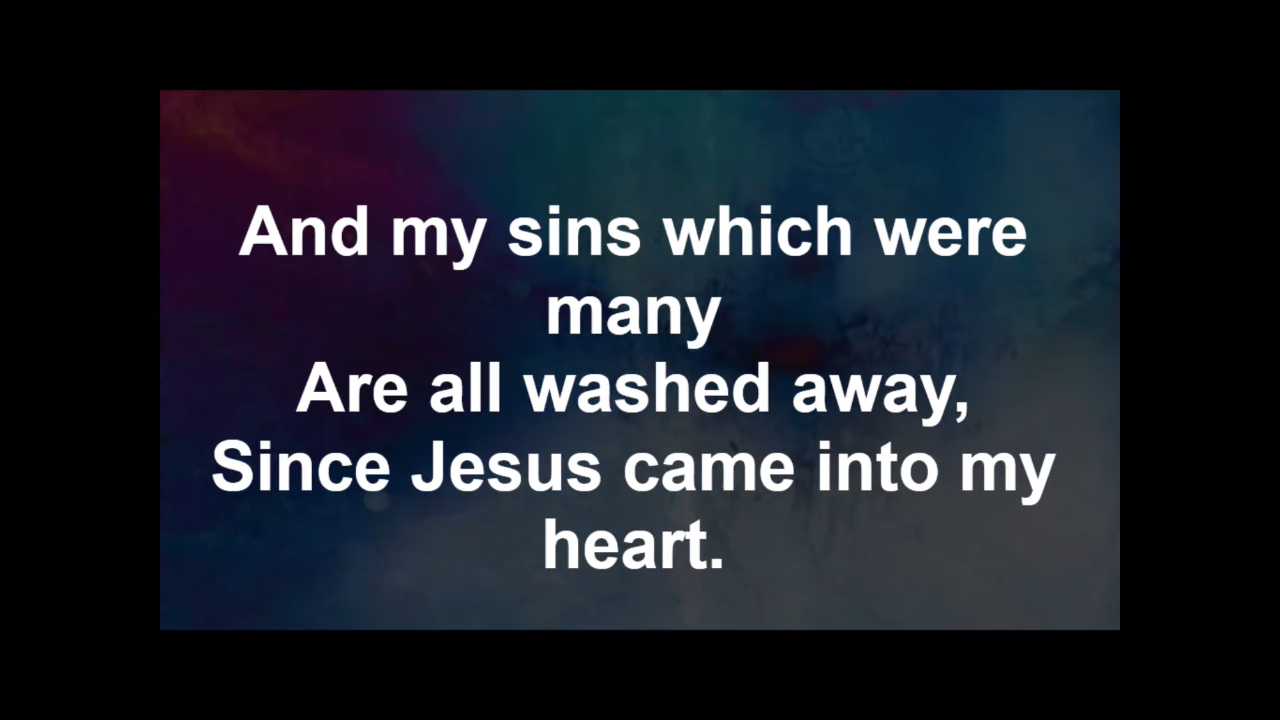 And my sins which were
many
Are all washed away,
Since Jesus came into my
heart.